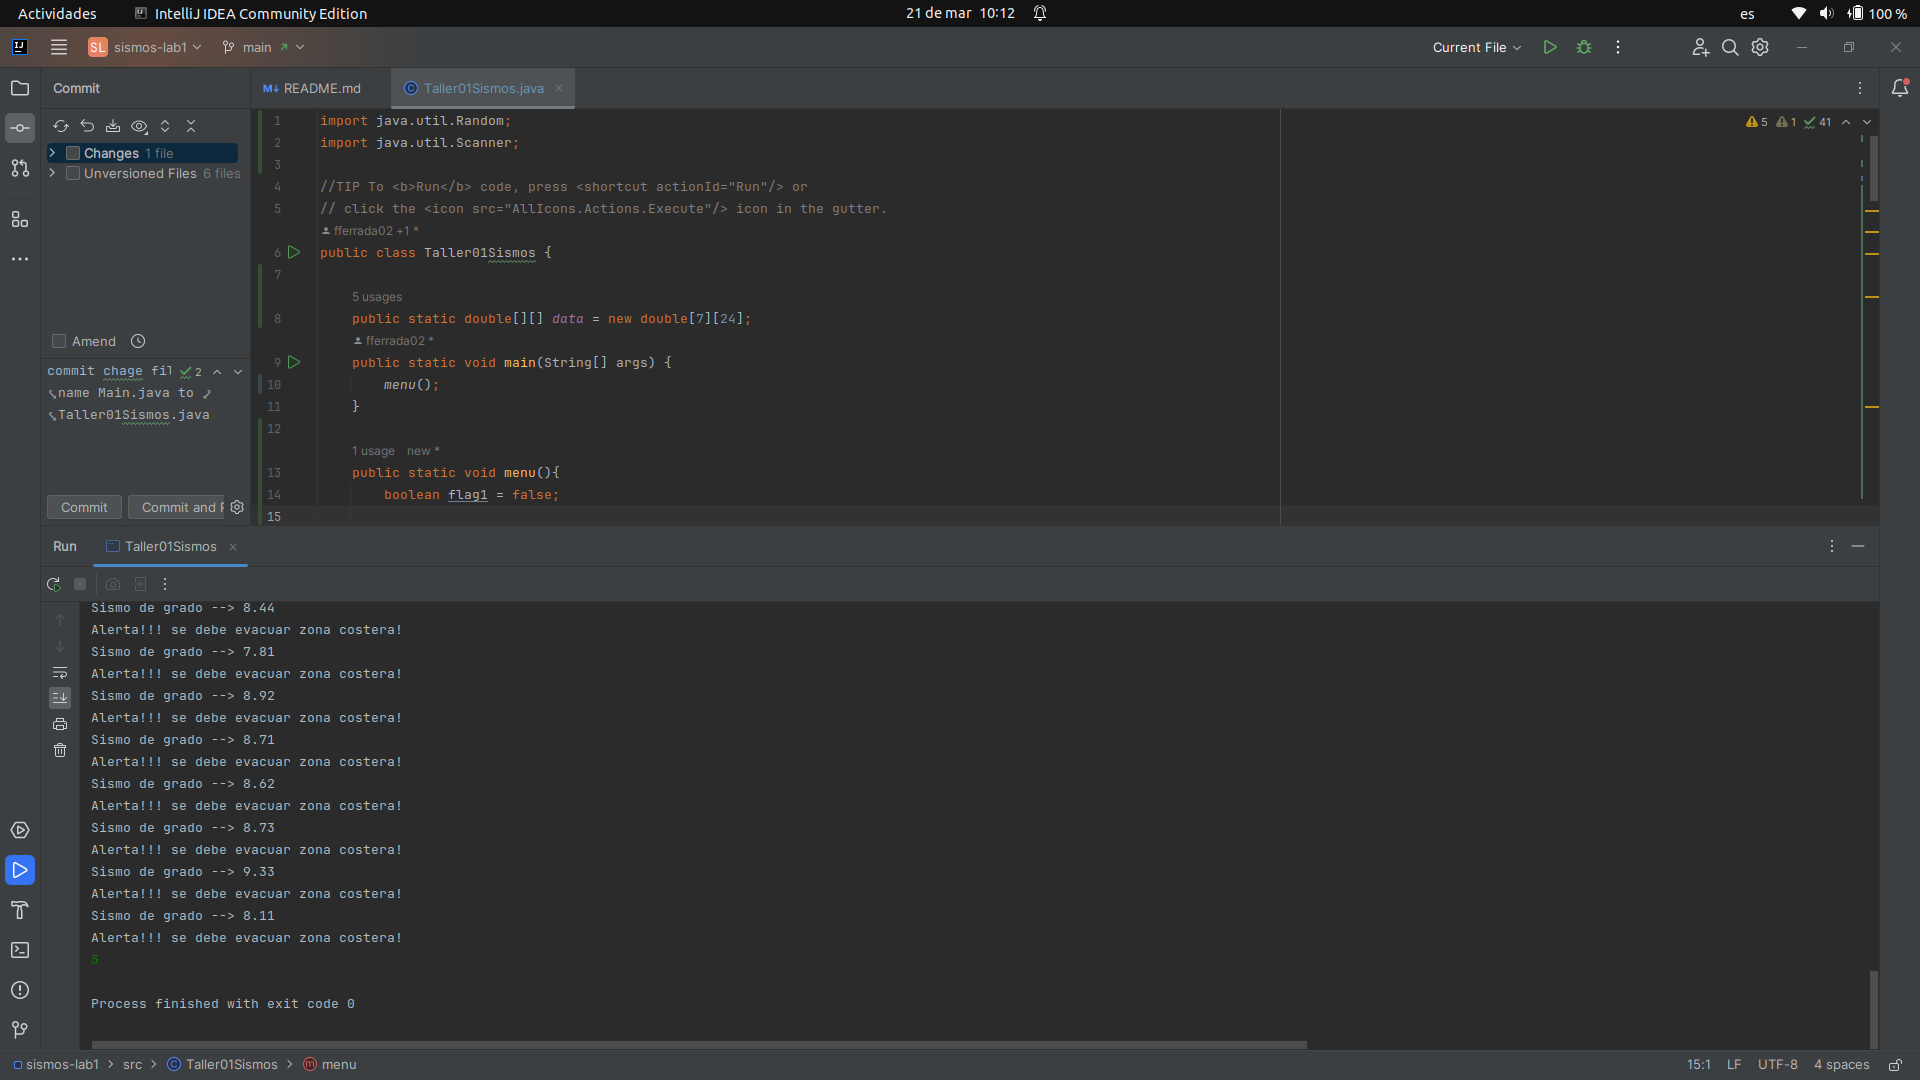 Actividades
IntelliJ IDEA Community Edition
21 de mar 10:12
es
100 %
SL sismos-lab1
main
Current File
Commit
README.md
Taller01Sismos.java
Changes 1 file
Unversioned Files 6 files
Amend
commit chage fil
2
name Main.java to
Taller01Sismos.java
Commit
Commit and
5 1 41
1 import java.util.Random;
2 import java.util.Scanner;
3
4 //TIP To <b>Run</b> code, press <shortcut actionId="Run"/> or
5 // click the <icon src="AllIcons.Actions.Execute"/> icon in the gutter.
fferrada02 +1 *
6 public class Taller01Sismos {
7
5 usages
8 public static double[][] data = new double[7][24];
fferrada02 *
9 public static void main(String[] args) {
10 menu();
11 }
12
1 usage new *
13 public static void menu(){
14 boolean flag1 = false;
15
Run
Taller01Sismos
Sismo de grado --> 8.44
Alerta!!! se debe evacuar zona costera!
Sismo de grado --> 7.81
Alerta!!! se debe evacuar zona costera!
Sismo de grado --> 8.92
Alerta!!! se debe evacuar zona costera!
Sismo de grado --> 8.71
Alerta!!! se debe evacuar zona costera!
Sismo de grado --> 8.62
Alerta!!! se debe evacuar zona costera!
Sismo de grado --> 8.73
Alerta!!! se debe evacuar zona costera!
Sismo de grado --> 9.33
Alerta!!! se debe evacuar zona costera!
Sismo de grado --> 8.11
Alerta!!! se debe evacuar zona costera!
5
Process finished with exit code 0
sismos-lab1 > src > Taller01Sismos > menu
15:1 LF UTF-8 4 spaces